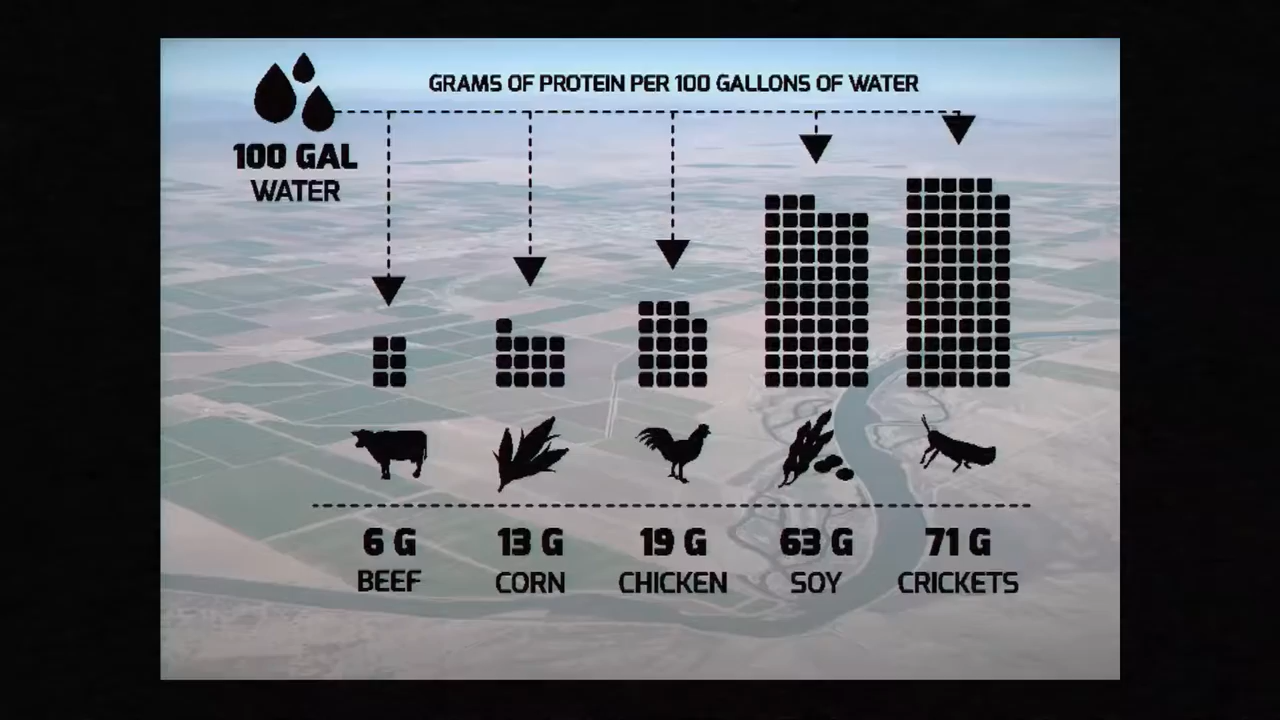 GRAMS OF PROTEIN PER 100 GALLONS OF WATER
100 GAL
WATER
6 G
BEEF
13 G
CORN
19 G
CHICKEN
63 G
SOY
71 G
CRICKETS